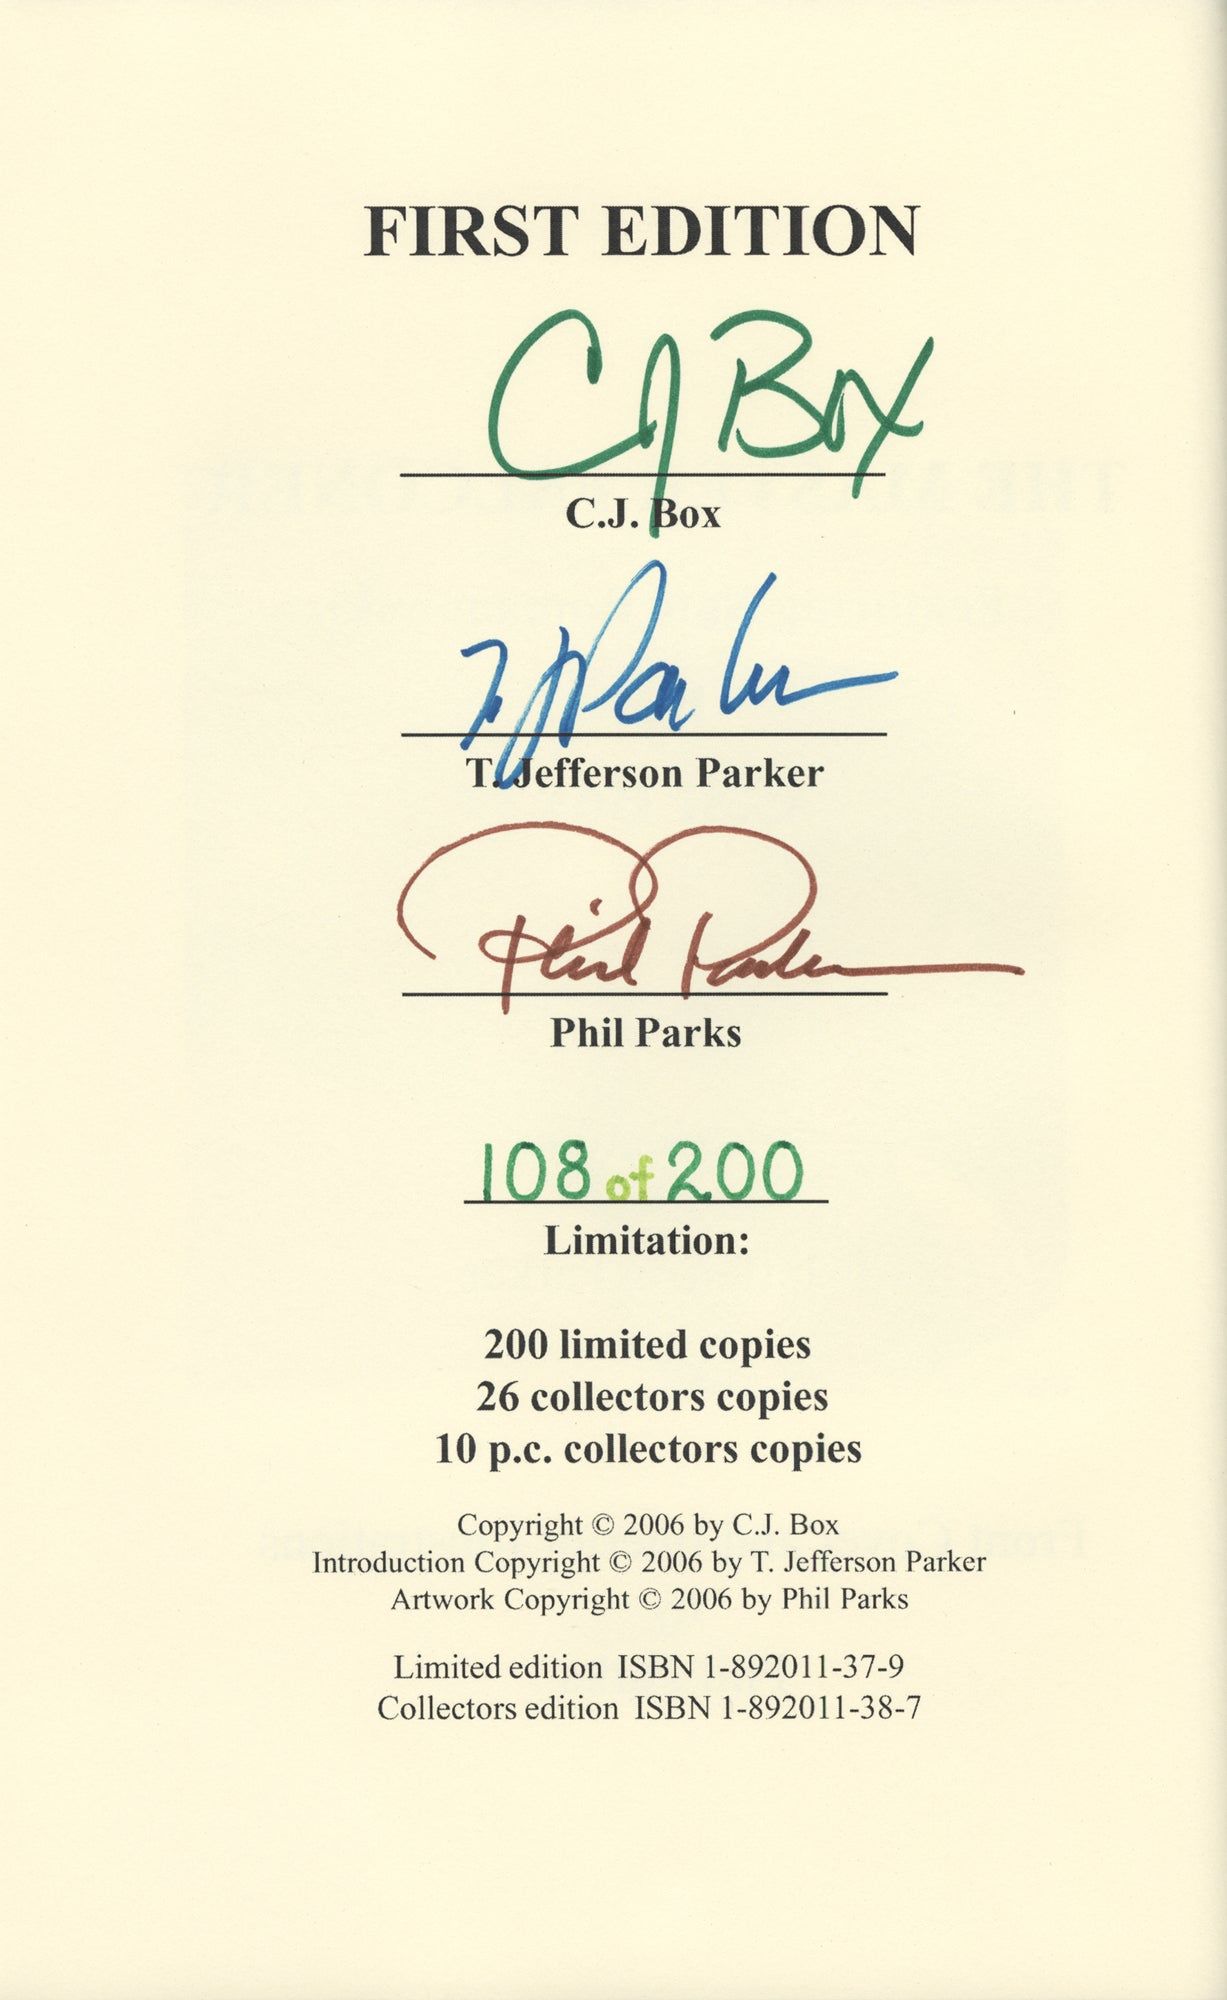 FIRST EDITION
CJ Box
C.J. Box
T. J Parker
T. Jefferson Parker
Phil Parks
Phil Parks
108 of 200
Limitation:
200 limited copies
26 collectors copies
10 p.c. collectors copies
Copyright © 2006 by C.J. Box
Introduction Copyright © 2006 by T. Jefferson Parker
Artwork Copyright © 2006 by Phil Parks
Limited edition ISBN 1-892011-37-9
Collectors edition ISBN 1-892011-38-7